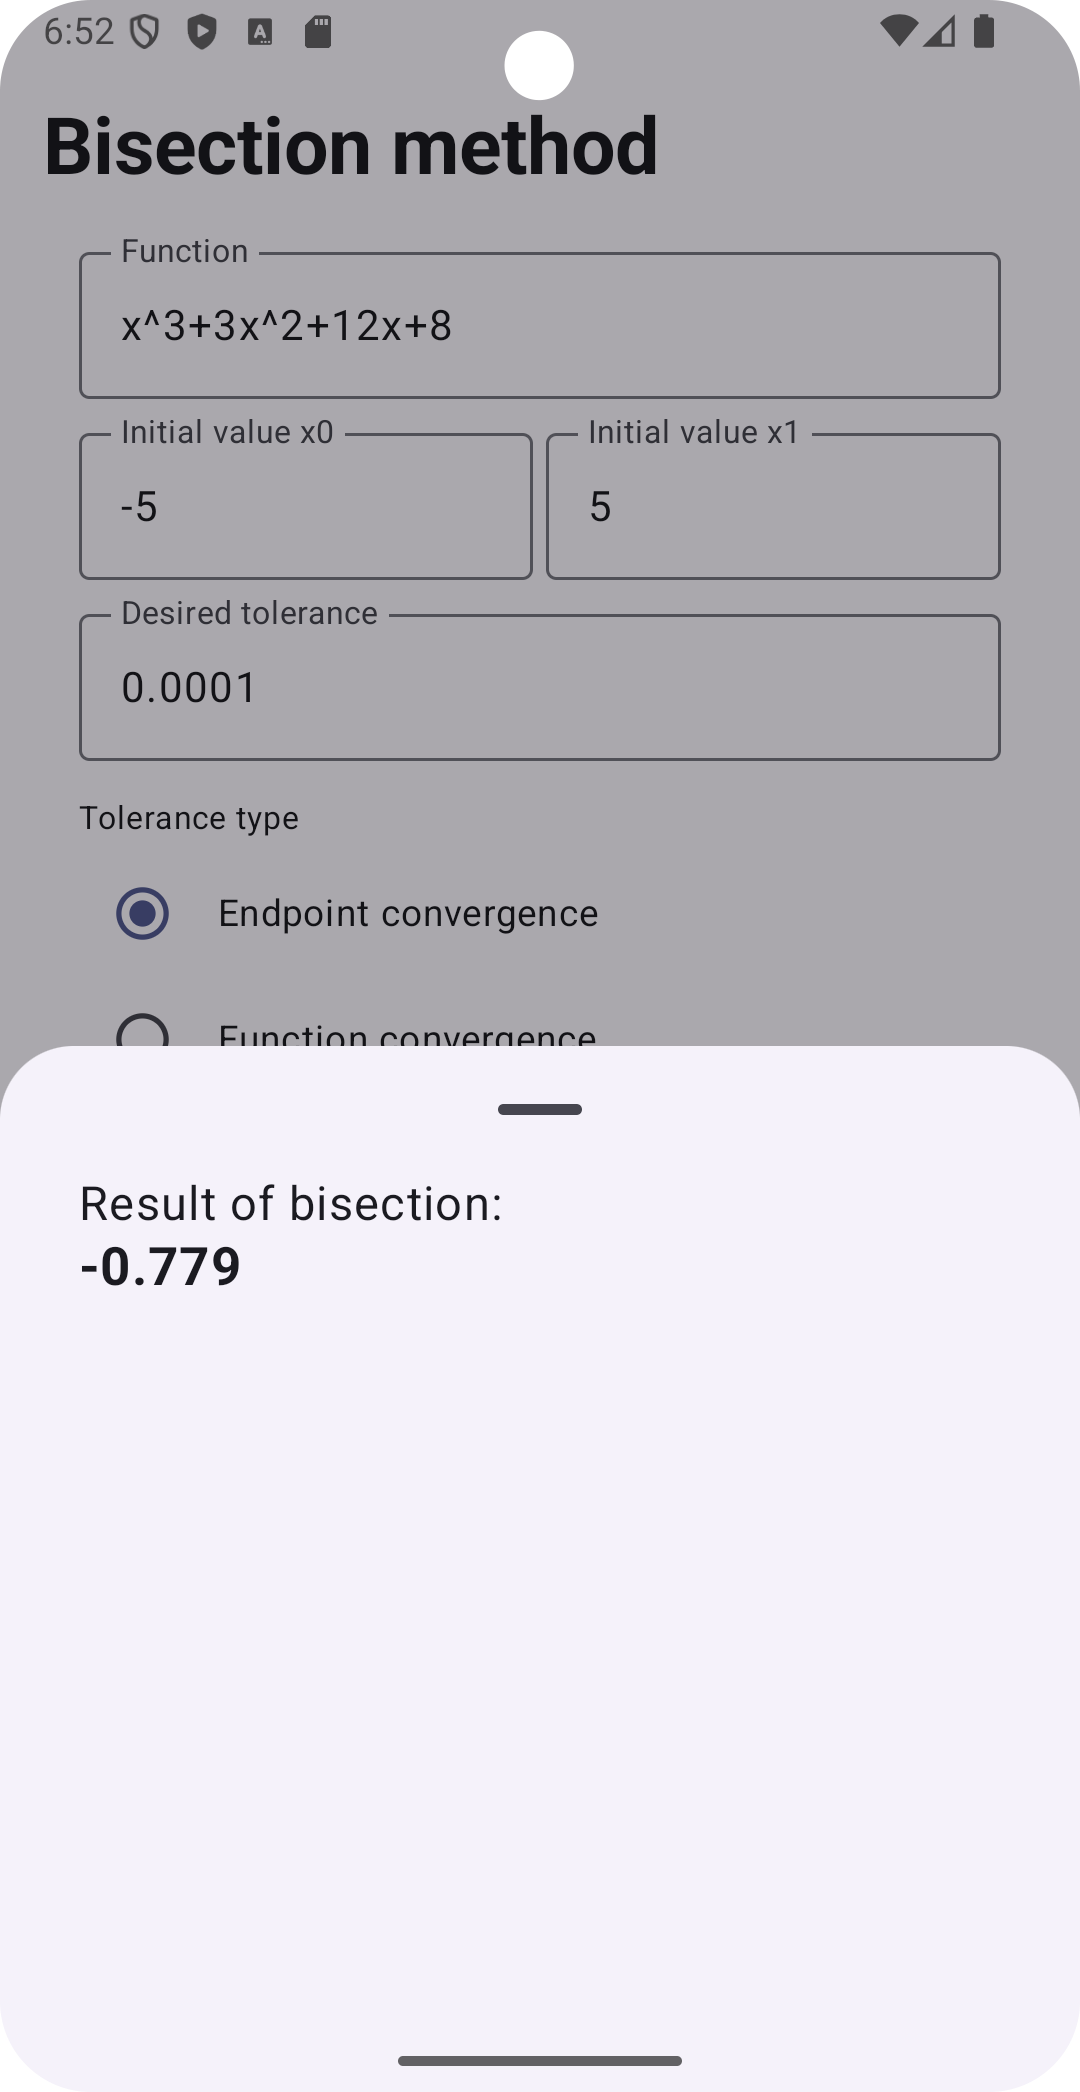 6:52
Bisection method
Function
x^3+3x^2+12x+8
Initial value x0
Initial value x1
-5
5
Desired tolerance
0.0001
Tolerance type
Endpoint convergence
Function convergence
Result of bisection:
-0.779